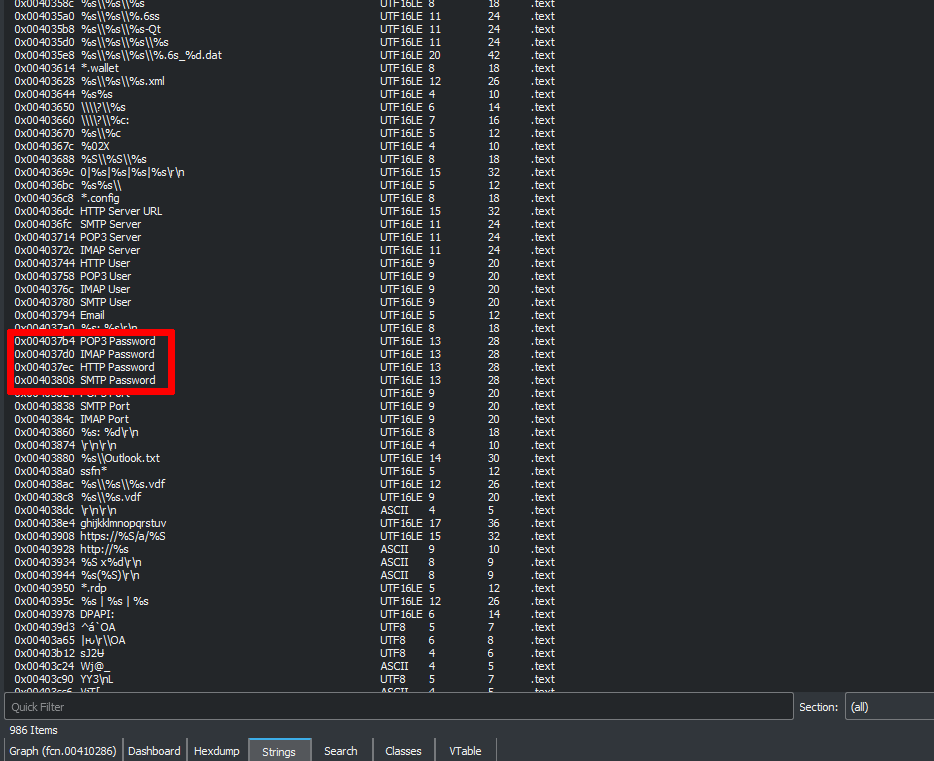 0x0040358c %s\\%s\\%s UTF16LE 8 18 .text
0x004035a0 %s\\%s\\%.6ss UTF16LE 11 24 .text
0x004035b8 %s\\%s\\%s-Qt UTF16LE 11 24 .text
0x004035d0 %s\\%s\\%s\\%s UTF16LE 11 24 .text
0x004035e8 %s\\%s\\%s\\%.6s_%d.dat UTF16LE 20 42 .text
0x00403614 *.wallet UTF16LE 8 18 .text
0x00403628 %s\\%s\\%s.xml UTF16LE 12 26 .text
0x00403644 %s%s UTF16LE 4 10 .text
0x00403650 \\\\?\\%s UTF16LE 6 14 .text
0x00403660 \\\\?\\%c: UTF16LE 7 16 .text
0x00403670 %s\\%c UTF16LE 5 12 .text
0x0040367c %02X UTF16LE 4 10 .text
0x00403688 %S\\%S\\%s UTF16LE 8 18 .text
0x0040369c 0|%s|%s|%s|%s\r\n UTF16LE 15 32 .text
0x004036bc %s%s\\ UTF16LE 5 12 .text
0x004036c8 *.config UTF16LE 8 18 .text
0x004036dc HTTP Server URL UTF16LE 15 32 .text
0x004036fc SMTP Server UTF16LE 11 24 .text
0x00403714 POP3 Server UTF16LE 11 24 .text
0x0040372c IMAP Server UTF16LE 11 24 .text
0x00403744 HTTP User UTF16LE 9 20 .text
0x00403758 POP3 User UTF16LE 9 20 .text
0x0040376c IMAP User UTF16LE 9 20 .text
0x00403780 SMTP User UTF16LE 9 20 .text
0x00403794 Email UTF16LE 5 12 .text
0x004037a0 %s: %s\r\n UTF16LE 8 18 .text
0x004037b4 POP3 Password UTF16LE 13 28 .text
0x004037d0 IMAP Password UTF16LE 13 28 .text
0x004037ec HTTP Password UTF16LE 13 28 .text
0x00403808 SMTP Password UTF16LE 13 28 .text
0x00403824 POP3 Port UTF16LE 9 20 .text
0x00403838 SMTP Port UTF16LE 9 20 .text
0x0040384c IMAP Port UTF16LE 9 20 .text
0x00403860 %s: %d\r\n UTF16LE 8 18 .text
0x00403874 \r\n\r\n UTF16LE 4 10 .text
0x00403880 %s\\Outlook.txt UTF16LE 14 30 .text
0x004038a0 ssfn* UTF16LE 5 12 .text
0x004038ac %s\\%s\\%s.vdf UTF16LE 12 26 .text
0x004038c8 %s\\%s.vdf UTF16LE 9 20 .text
0x004038dc \r\n\r\n ASCII 4 5 .text
0x004038e4 ghijkklmnopqrstuv UTF16LE 17 36 .text
0x00403908 https://%S/a/%S UTF16LE 15 32 .text
0x00403928 http://%s ASCII 9 10 .text
0x00403934 %S x%d\r\n ASCII 8 9 .text
0x00403944 %s(%S)\r\n ASCII 8 9 .text
0x00403950 *.rdp UTF16LE 5 12 .text
0x0040395c %s | %s | %s UTF16LE 12 26 .text
0x00403978 DPAPI: UTF16LE 6 14 .text
0x004039d3 ^á`OA UTF8 5 7 .text
0x00403a65 |ԋ\r\\OA UTF8 6 8 .text
0x00403b12 sJ2Ʉ UTF8 4 6 .text
0x00403c24 Wj@_ ASCII 4 5 .text
0x00403c90 YY3\nL UTF8 5 7 .text
0x00403cc6 ViT[ ASCII 4 5 .text
Quick Filter Section: (all)
986 Items
Graph (fcn.00410286) Dashboard Hexdump Strings Search Classes VTable